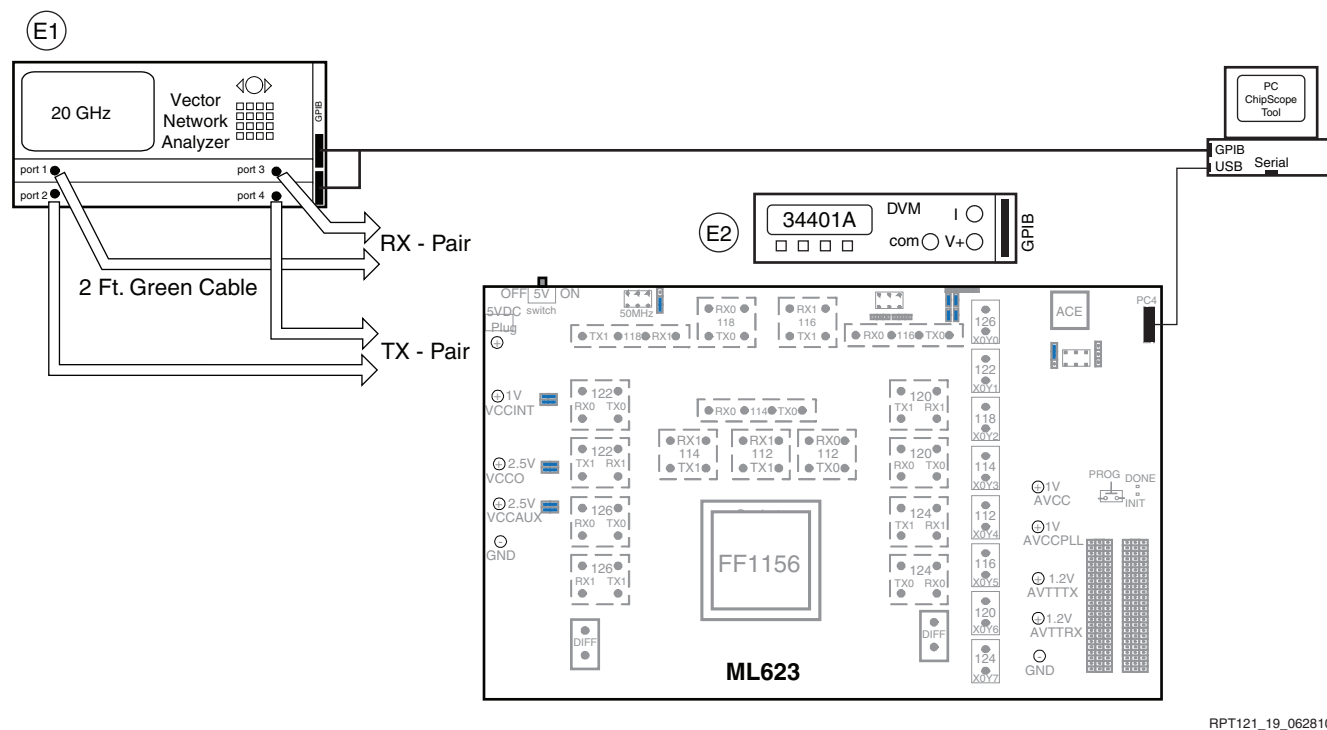 E1
20 GHz
Vector
Network
Analyzer
GPIB
port 1
port 3
port 2
port 4
RX - Pair
2 Ft. Green Cable
TX - Pair
PC
ChipScope
Tool
GPIB
USB
Serial
E2
34401A
DVM
I
com
V+
GPIB
OFF 5V ON
switch
5VDC
Plug
50MHz
TX1 118 RX1
RX0
118
TX0
RX1
116
TX1
RX0 116 TX0
126
X0Y0
ACE
PC4
1V
VCCINT
122
RX0 TX0
RX0 114 TX0
120
TX1 RX1
122
X0Y1
118
X0Y2
2.5V
VCCO
122
TX1 RX1
RX1
114
TX1
RX1
112
TX1
RX0
112
TX0
120
RX0 TX0
114
X0Y3
1V
AVCC
PROG
DONE
INIT
2.5V
VCCAUX
126
RX0 TX0
124
TX1 RX1
112
X0Y4
1V
AVCCPLL
GND
126
RX1 TX1
FF1156
124
TX0 RX0
116
X0Y5
1.2V
AVTTTX
120
X0Y6
1.2V
AVTTRX
DIFF
DIFF
124
X0Y7
GND
ML623
RPT121_19_062810